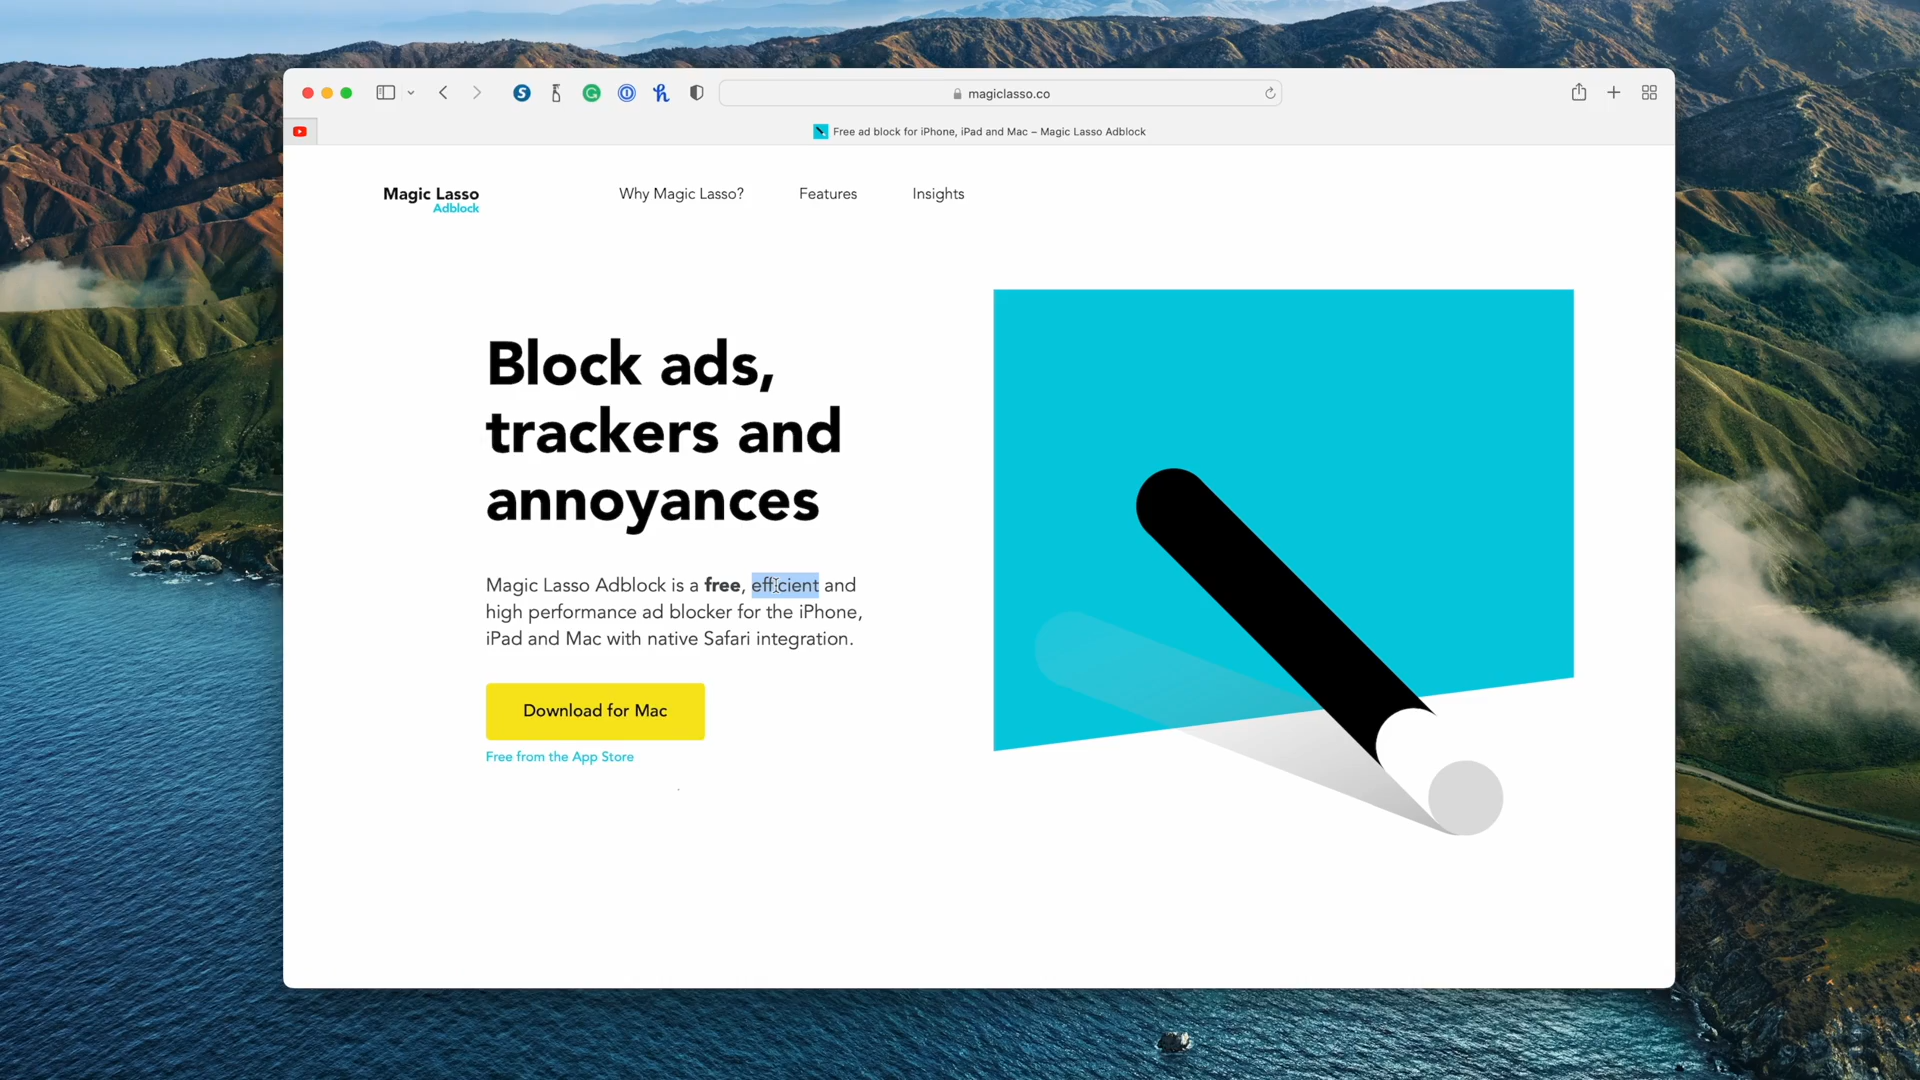 magiclasso.co
Free ad block for iPhone, iPad and Mac – Magic Lasso Adblock
Magic Lasso
Adblock
Why Magic Lasso?
Features
Insights
Block ads,
trackers and
annoyances
Magic Lasso Adblock is a free, efficient and
high performance ad blocker for the iPhone,
iPad and Mac with native Safari integration.
Download for Mac
Free from the App Store